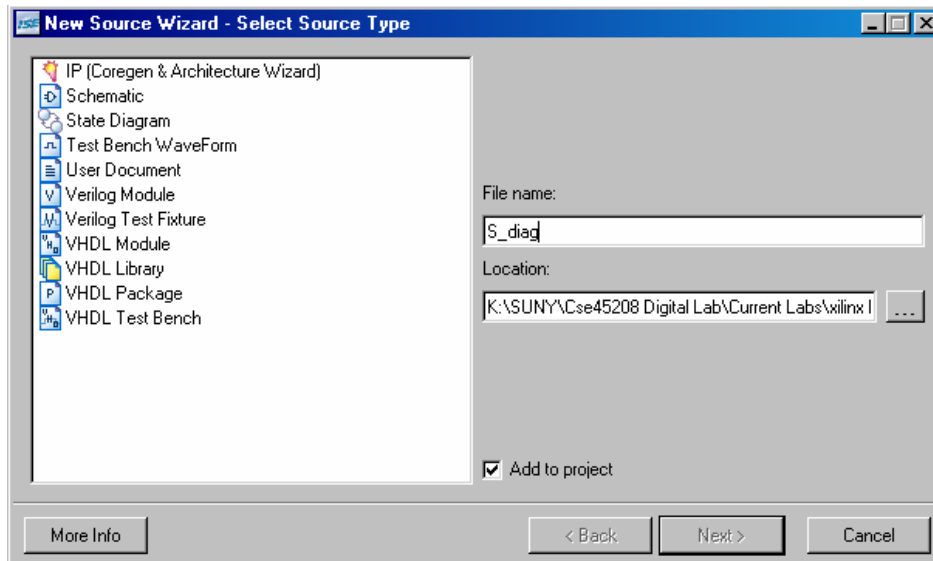 ISE New Source Wizard - Select Source Type
IP (Coregen & Architecture Wizard)
Schematic
State Diagram
Test Bench WaveForm
User Document
Verilog Module
Verilog Test Fixture
VHDL Module
VHDL Library
VHDL Package
VHDL Test Bench
File name:
S_diag
Location:
K:\SUNY\Cse45208 Digital Lab\Current Labs\xilinx l
...
Add to project
More Info
< Back
Next >
Cancel